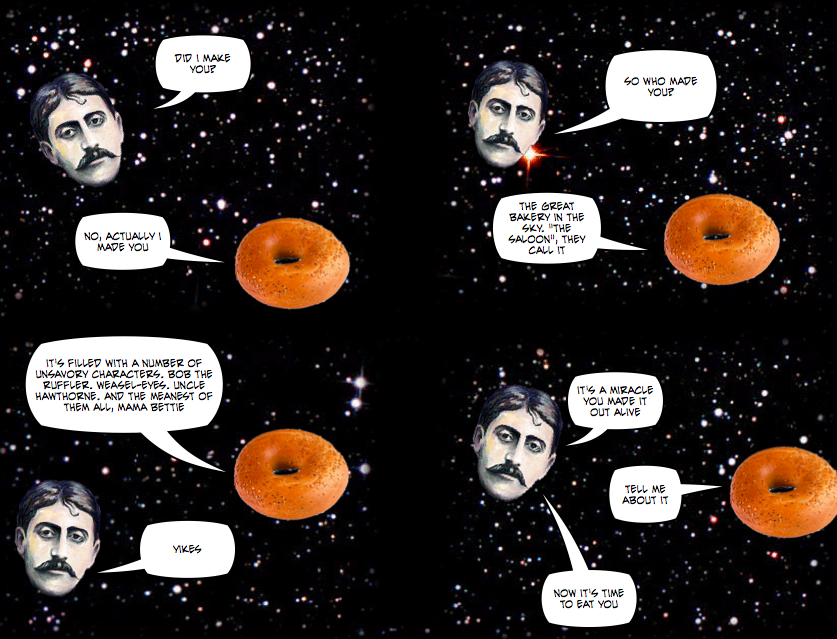 DID I MAKE
YOU?
NO, ACTUALLY I
MADE YOU
SO WHO MADE
YOU?
THE GREAT
BAKERY IN THE
SKY. "THE
SALOON", THEY
CALL IT
IT'S FILLED WITH A NUMBER OF
UNSAVORY CHARACTERS. BOB THE
RUFFLER. WEASEL-EYES. UNCLE
HAWTHORNE. AND THE MEANEST OF
THEM ALL, MAMA BETTIE
YIKES
IT'S A MIRACLE
YOU MADE IT
OUT ALIVE
TELL ME
ABOUT IT
NOW IT'S TIME
TO EAT YOU